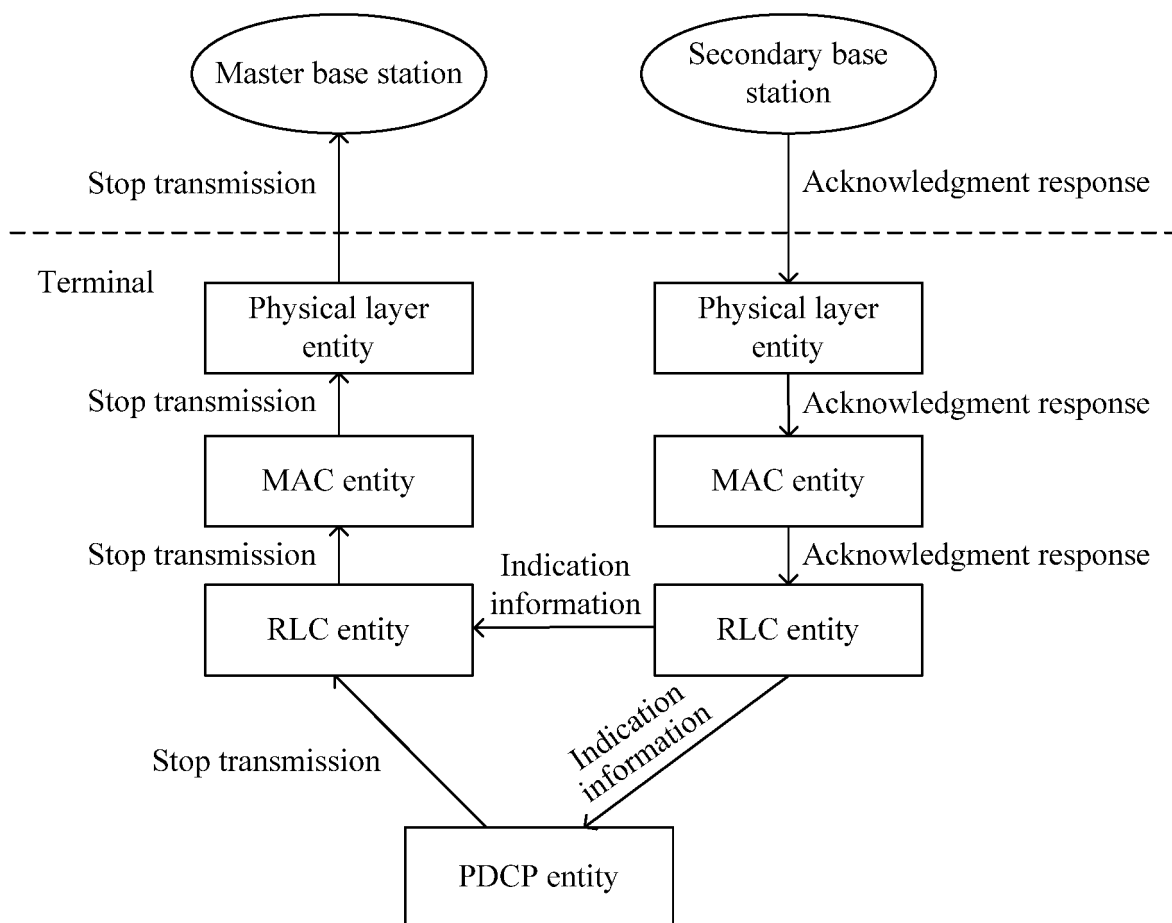 Master base station
Secondary base
station
Stop transmission
Acknowledgment response
Terminal
Physical layer
entity
Physical layer
entity
Stop transmission
Acknowledgment response
MAC entity
MAC entity
Stop transmission
Acknowledgment response
Indication
information
RLC entity
RLC entity
Indication
information
Stop transmission
PDCP entity